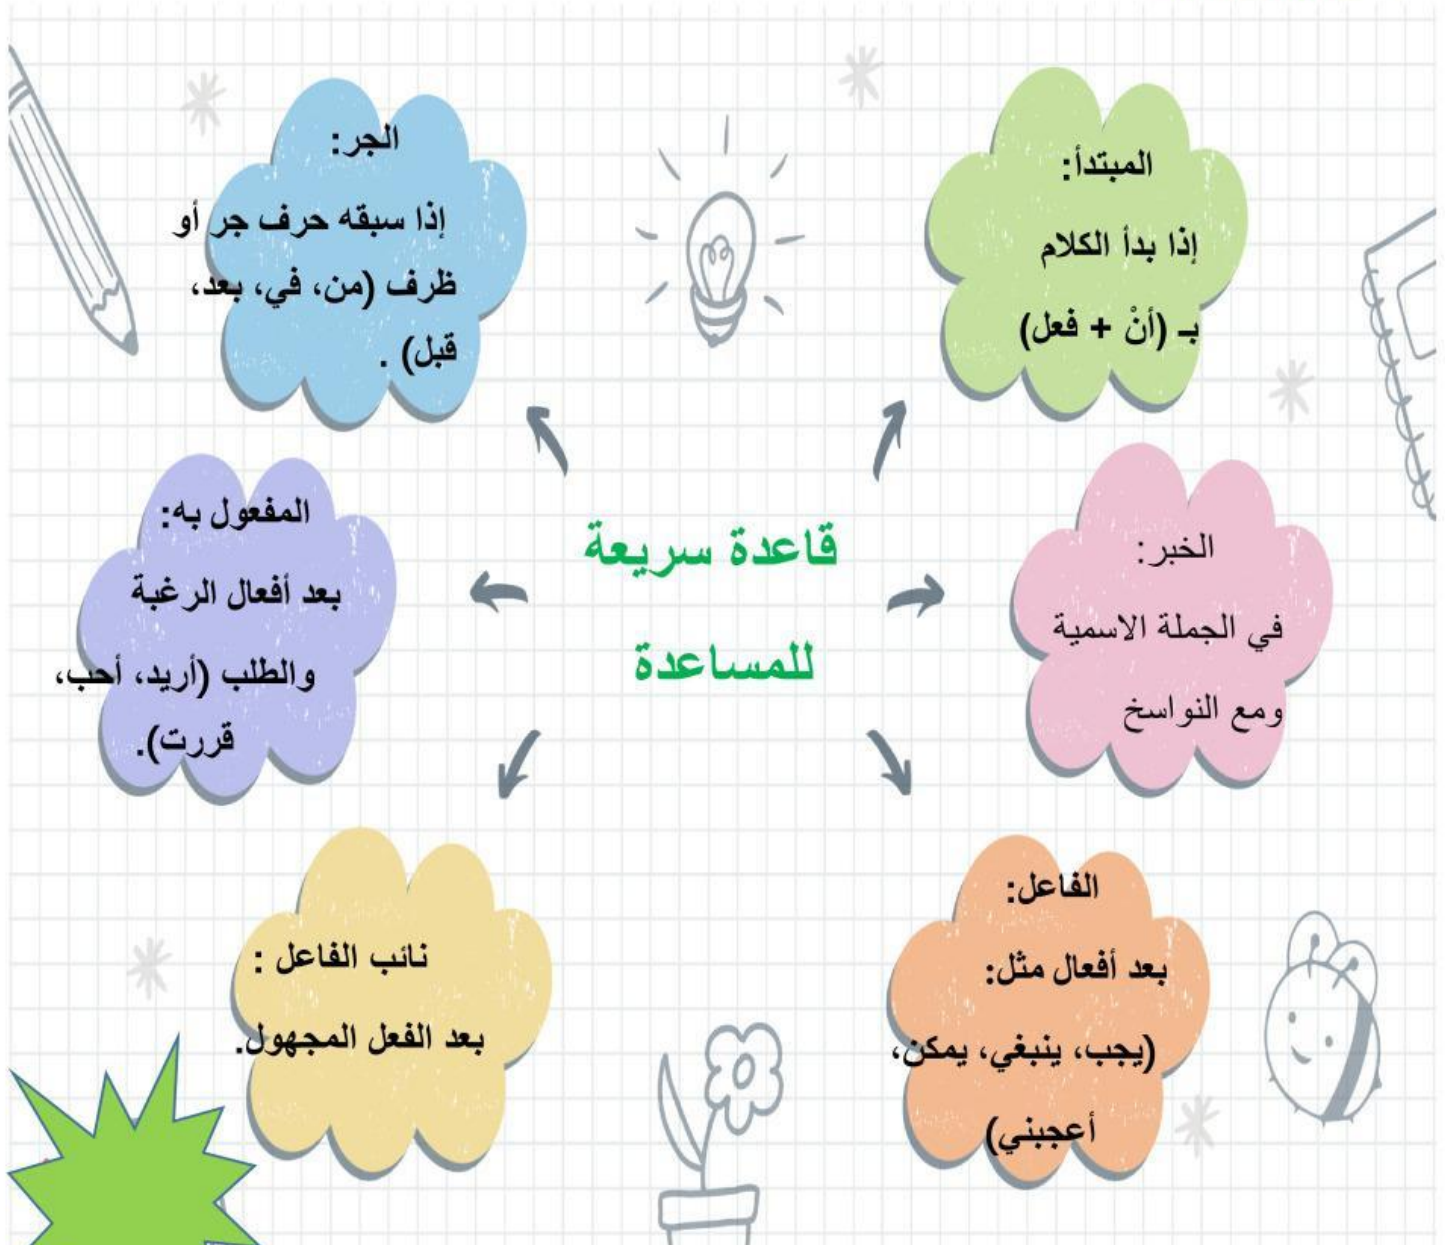 قاعدة سريعة
للمساعدة
المبتدأ:
إذا بدأ الكلام
بـ (أنْ + فعل)
الخبر:
في الجملة الاسمية
ومع النواسخ
الفاعل:
بعد أفعال مثل:
(يجب، ينبغي، يمكن،
أعجبني)
الجر:
إذا سبقه حرف جر أو
ظرف (من، في، بعد،
قبل) .
المفعول به:
بعد أفعال الرغبة
والطلب (أريد، أحب،
قررت).
نائب الفاعل :
بعد الفعل المجهول.